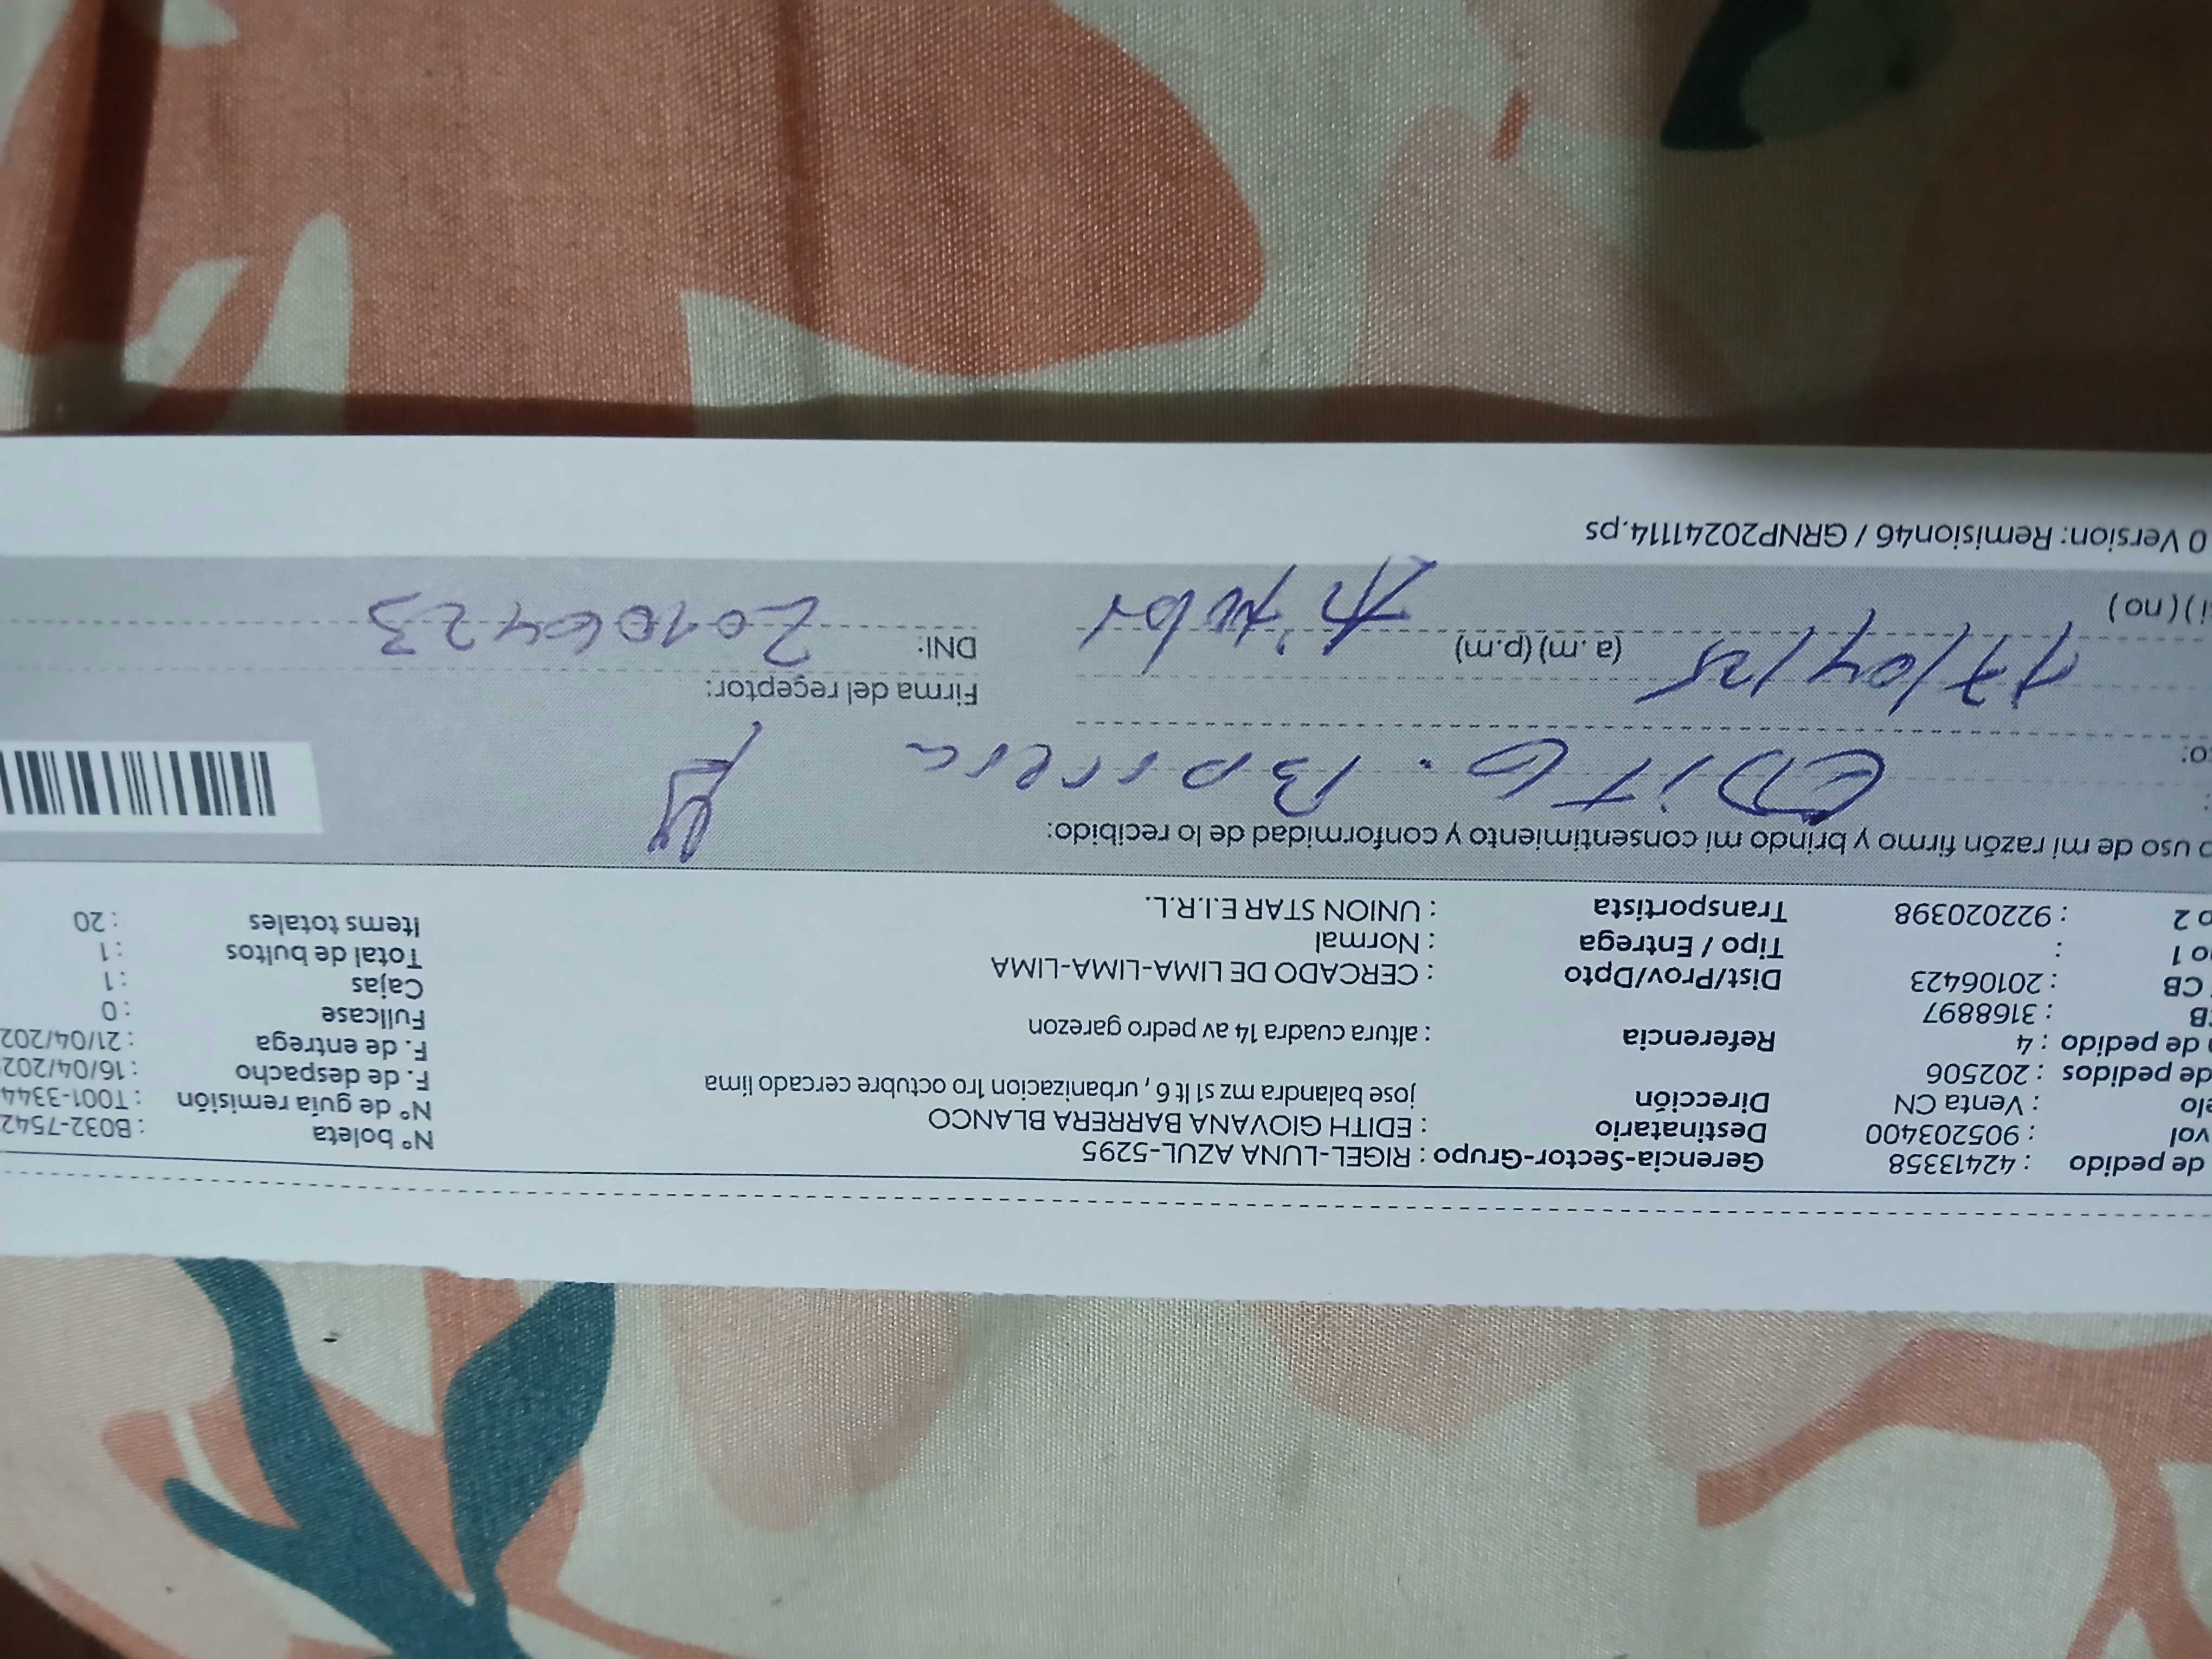 de pedido : 42413358 Gerencia-Sector-Grupo : RIGEL-LUNA AZUL-5295 N° boleta : B032-7542
vol : 905203400 Destinatario : EDITH GIOVANA BARRERA BLANCO N° de guía remisión : T001-3344
elo : Venta CN Dirección jose balandra mz s1 lt 6 , urbanizacion 1ro octubre cercado lima F. de despacho : 16/04/202
de pedidos : 202506 F. de entrega : 21/04/202
de pedido : 4 Referencia : altura cuadra 14 av pedro garezon Fullcase : 0
B : 3168897 Cajas : 1
CB : 20106423 Dist/Prov/Dpto : CERCADO DE LIMA-LIMA-LIMA Total de bultos : 1
o 1 : Tipo / Entrega : Normal Items totales : 20
o 2 : 922020398 Transportista : UNION STAR E.I.R.L.
o uso de mi razón firmo y brindo mi consentimiento y conformidad de lo recibido:
EDIT G. Barrera
o:
17/04/25 (a.m) (p.m) Firma del receptor:
i ) ( no ) DNI: 20106423
0 Version: Remision46 / GRNP20241114.ps